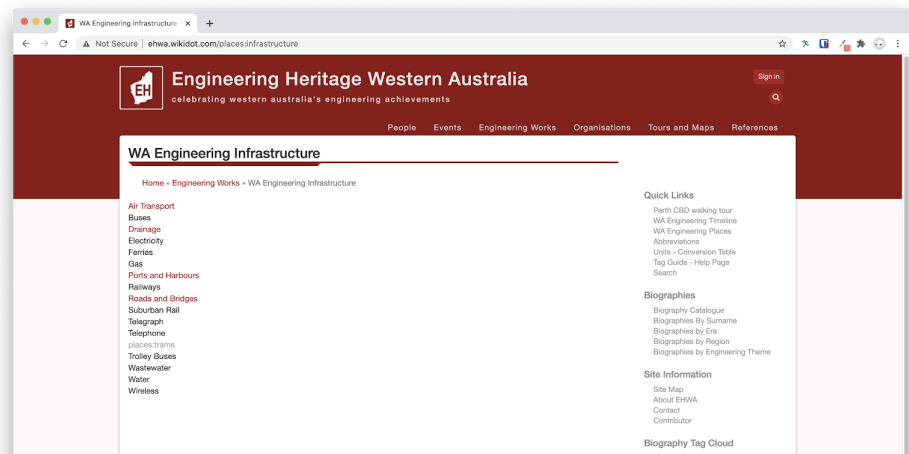 WA Engineering Infrastructure
Not Secure | ehwa.wikidot.com/places:infrastructure
EH
Engineering Heritage Western Australia
celebrating western australia's engineering achievements
Sign in
People Events Engineering Works Organisations Tours and Maps References
WA Engineering Infrastructure
Home » Engineering Works » WA Engineering Infrastructure
Air Transport
Buses
Drainage
Electricity
Ferries
Gas
Ports and Harbours
Railways
Roads and Bridges
Suburban Rail
Telegraph
Telephone
places:trams
Trolley Buses
Wastewater
Water
Wireless
Quick Links
Perth CBD walking tour
WA Engineering Timeline
WA Engineering Places
Abbreviations
Units - Conversion Table
Tag Guide - Help Page
Search
Biographies
Biography Catalogue
Biographies By Surname
Biographies by Era
Biographies by Region
Biographies by Engineering Theme
Site Information
Site Map
About EHWA
Contact
Contributor
Biography Tag Cloud